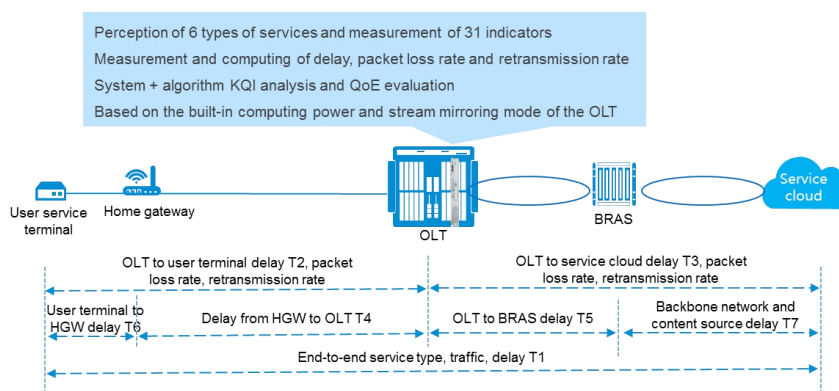 Perception of 6 types of services and measurement of 31 indicators
Measurement and computing of delay, packet loss rate and retransmission rate
System + algorithm KQI analysis and QoE evaluation
Based on the built-in computing power and stream mirroring mode of the OLT
User service
terminal
Home gateway
OLT
BRAS
Service
cloud
OLT to user terminal delay T2, packet
loss rate, retransmission rate
OLT to service cloud delay T3, packet
loss rate, retransmission rate
User terminal to
HGW delay T6
Delay from HGW to OLT T4
OLT to BRAS delay T5
Backbone network and
content source delay T7
End-to-end service type, traffic, delay T1